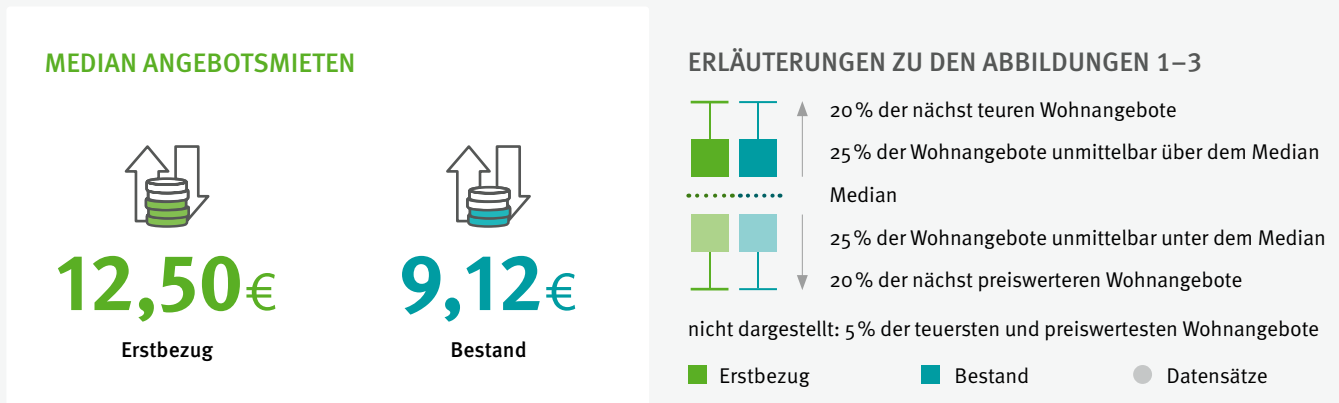 MEDIAN ANGEBOTSMIETEN
12,50€
Erstbezug
9,12€
Bestand
ERLÄUTERUNGEN ZU DEN ABBILDUNGEN 1–3
20% der nächst teuren Wohnangebote
25% der Wohnangebote unmittelbar über dem Median
Median
25% der Wohnangebote unmittelbar unter dem Median
20% der nächst preiswerteren Wohnangebote
nicht dargestellt: 5% der teuersten und preiswertesten Wohnangebote
Erstbezug
Bestand
Datensätze